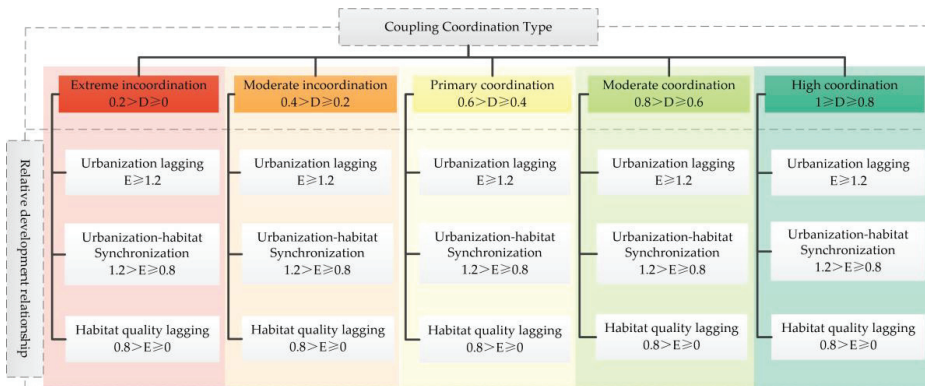 Coupling Coordination Type
Extreme incoordination
0.2>D≥0
Moderate incoordination
0.4>D≥0.2
Primary coordination
0.6>D≥0.4
Moderate coordination
0.8>D≥0.6
High coordination
1≥D≥0.8
Relative development relationship
Urbanization lagging
E≥1.2
Urbanization lagging
E≥1.2
Urbanization lagging
E≥1.2
Urbanization lagging
E≥1.2
Urbanization lagging
E≥1.2
Urbanization-habitat
Synchronization
1.2>E≥0.8
Urbanization-habitat
Synchronization
1.2>E≥0.8
Urbanization-habitat
Synchronization
1.2>E≥0.8
Urbanization-habitat
Synchronization
1.2>E≥0.8
Urbanization-habitat
Synchronization
1.2>E≥0.8
Habitat quality lagging
0.8>E≥0
Habitat quality lagging
0.8>E≥0
Habitat quality lagging
0.8>E≥0
Habitat quality lagging
0.8>E≥0
Habitat quality lagging
0.8>E≥0